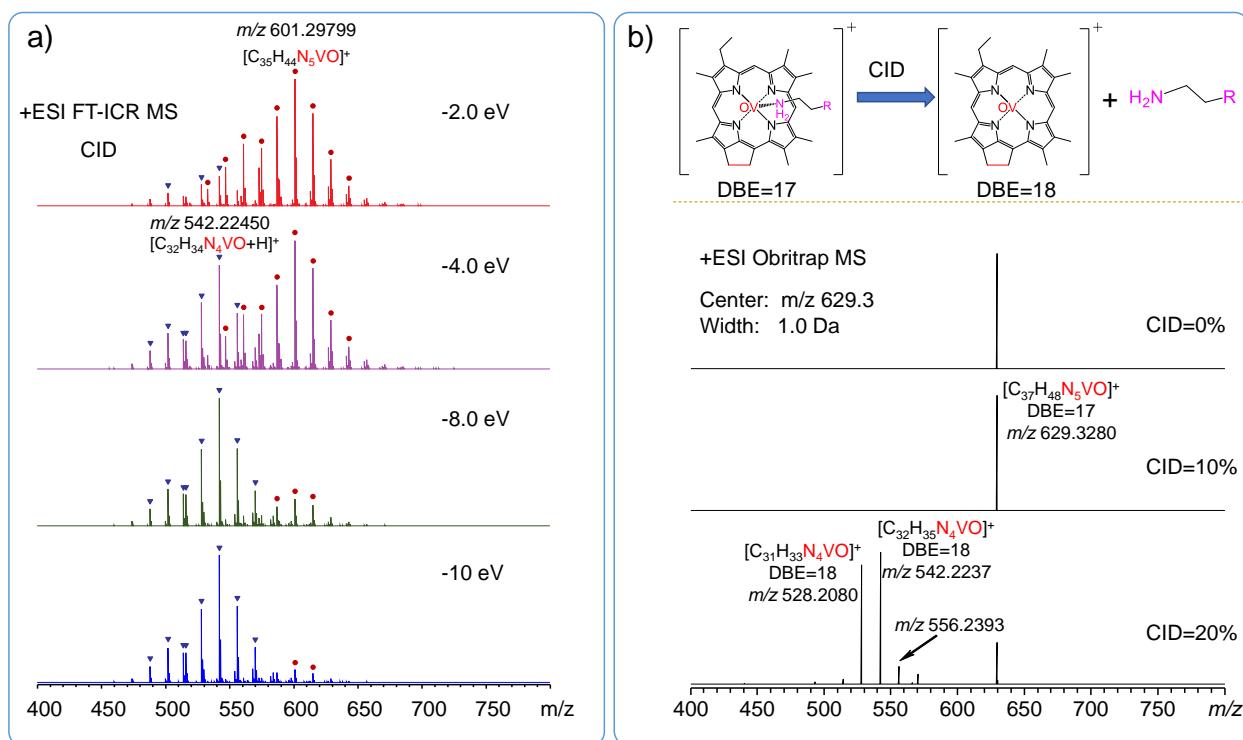 a)
m/z 601.29799
[C35H44N5VO]+
+ESI FT-ICR MS
CID
-2.0 eV
m/z 542.22450
[C32H34N4VO+H]+
-4.0 eV
-8.0 eV
-10 eV
400 450 500 550 600 650 700 750 m/z
b)
+ +
CID
O.V N N N N N H2 R
O.V N N N N
+ H2N R
DBE=17 DBE=18
+ESI Obritrap MS
Center: m/z 629.3
Width: 1.0 Da
CID=0%
[C37H48N5VO]+
DBE=17
m/z 629.3280
CID=10%
[C32H35N4VO]+
DBE=18
m/z 542.2237
[C31H33N4VO]+
DBE=18
m/z 528.2080
m/z 556.2393
CID=20%
400 450 500 550 600 650 700 750 m/z